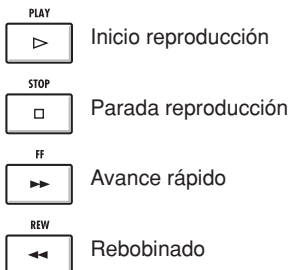 PLAY
Inicio reproducción
STOP
Parada reproducción
FF
Avance rápido
REW
Rebobinado